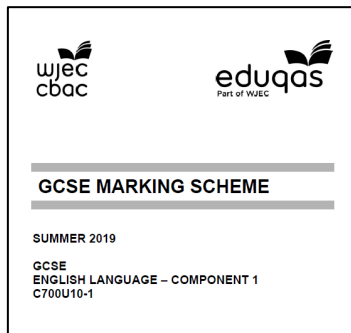 wjec
cbac
eduqas
Part of WJEC
GCSE MARKING SCHEME
SUMMER 2019
GCSE
ENGLISH LANGUAGE – COMPONENT 1
C700U10-1